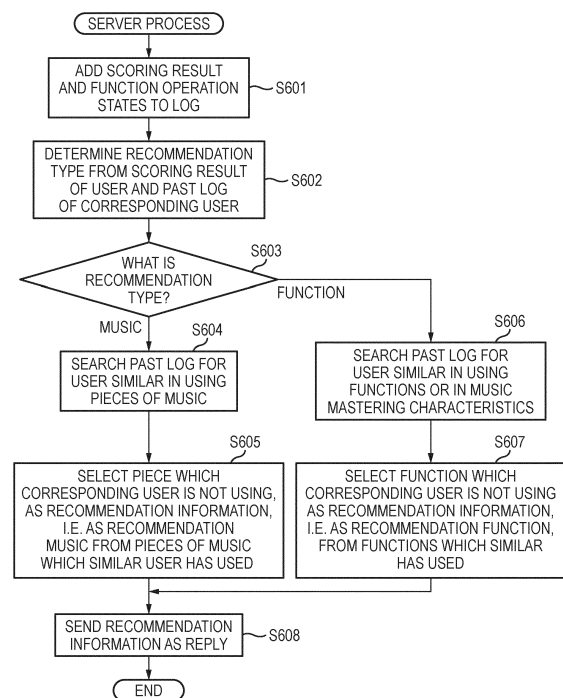 SERVER PROCESS
ADD SCORING RESULT
AND FUNCTION OPERATION
STATES TO LOG
S601
DETERMINE RECOMMENDATION
TYPE FROM SCORING RESULT
OF USER AND PAST LOG
OF CORRESPONDING USER
S602
S603
WHAT IS
RECOMMENDATION
TYPE?
FUNCTION
MUSIC
S604
SEARCH PAST LOG FOR
USER SIMILAR IN USING
PIECES OF MUSIC
S606
SEARCH PAST LOG FOR
USER SIMILAR IN USING
FUNCTIONS OR IN MUSIC
MASTERING CHARACTERISTICS
S605
SELECT PIECE WHICH
CORRESPONDING USER IS NOT USING,
AS RECOMMENDATION INFORMATION,
I.E. AS RECOMMENDATION
MUSIC FROM PIECES OF MUSIC
WHICH SIMILAR USER HAS USED
S607
SELECT FUNCTION WHICH
CORRESPONDING USER IS NOT USING
AS RECOMMENDATION INFORMATION,
I.E. AS RECOMMENDATION FUNCTION,
FROM FUNCTIONS WHICH SIMILAR
HAS USED
SEND RECOMMENDATION
INFORMATION AS REPLY
S608
END